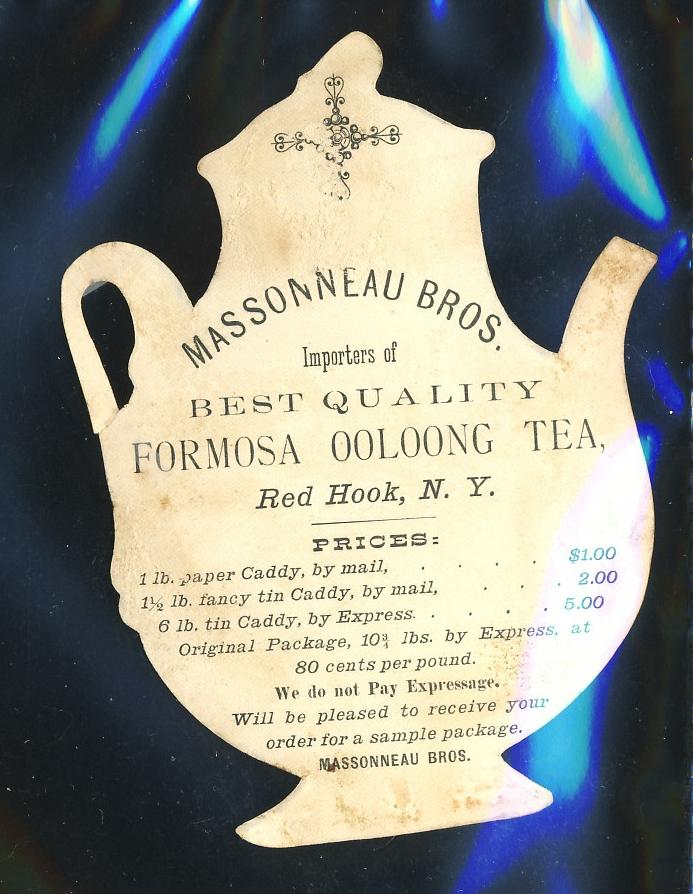 MASSONNEAU BROS.
Importers of
BEST QUALITY
FORMOSA OOLOONG TEA,
Red Hook, N. Y.
PRICES:
1 lb. paper Caddy, by mail, . . . . $1.00
1½ lb. fancy tin Caddy, by mail, . . 2.00
6 lb. tin Caddy, by Express. . . . . 5.00
Original Package, 10¾ lbs. by Express, at
80 cents per pound.
We do not Pay Expressage.
Will be pleased to receive your
order for a sample package.
MASSONNEAU BROS.